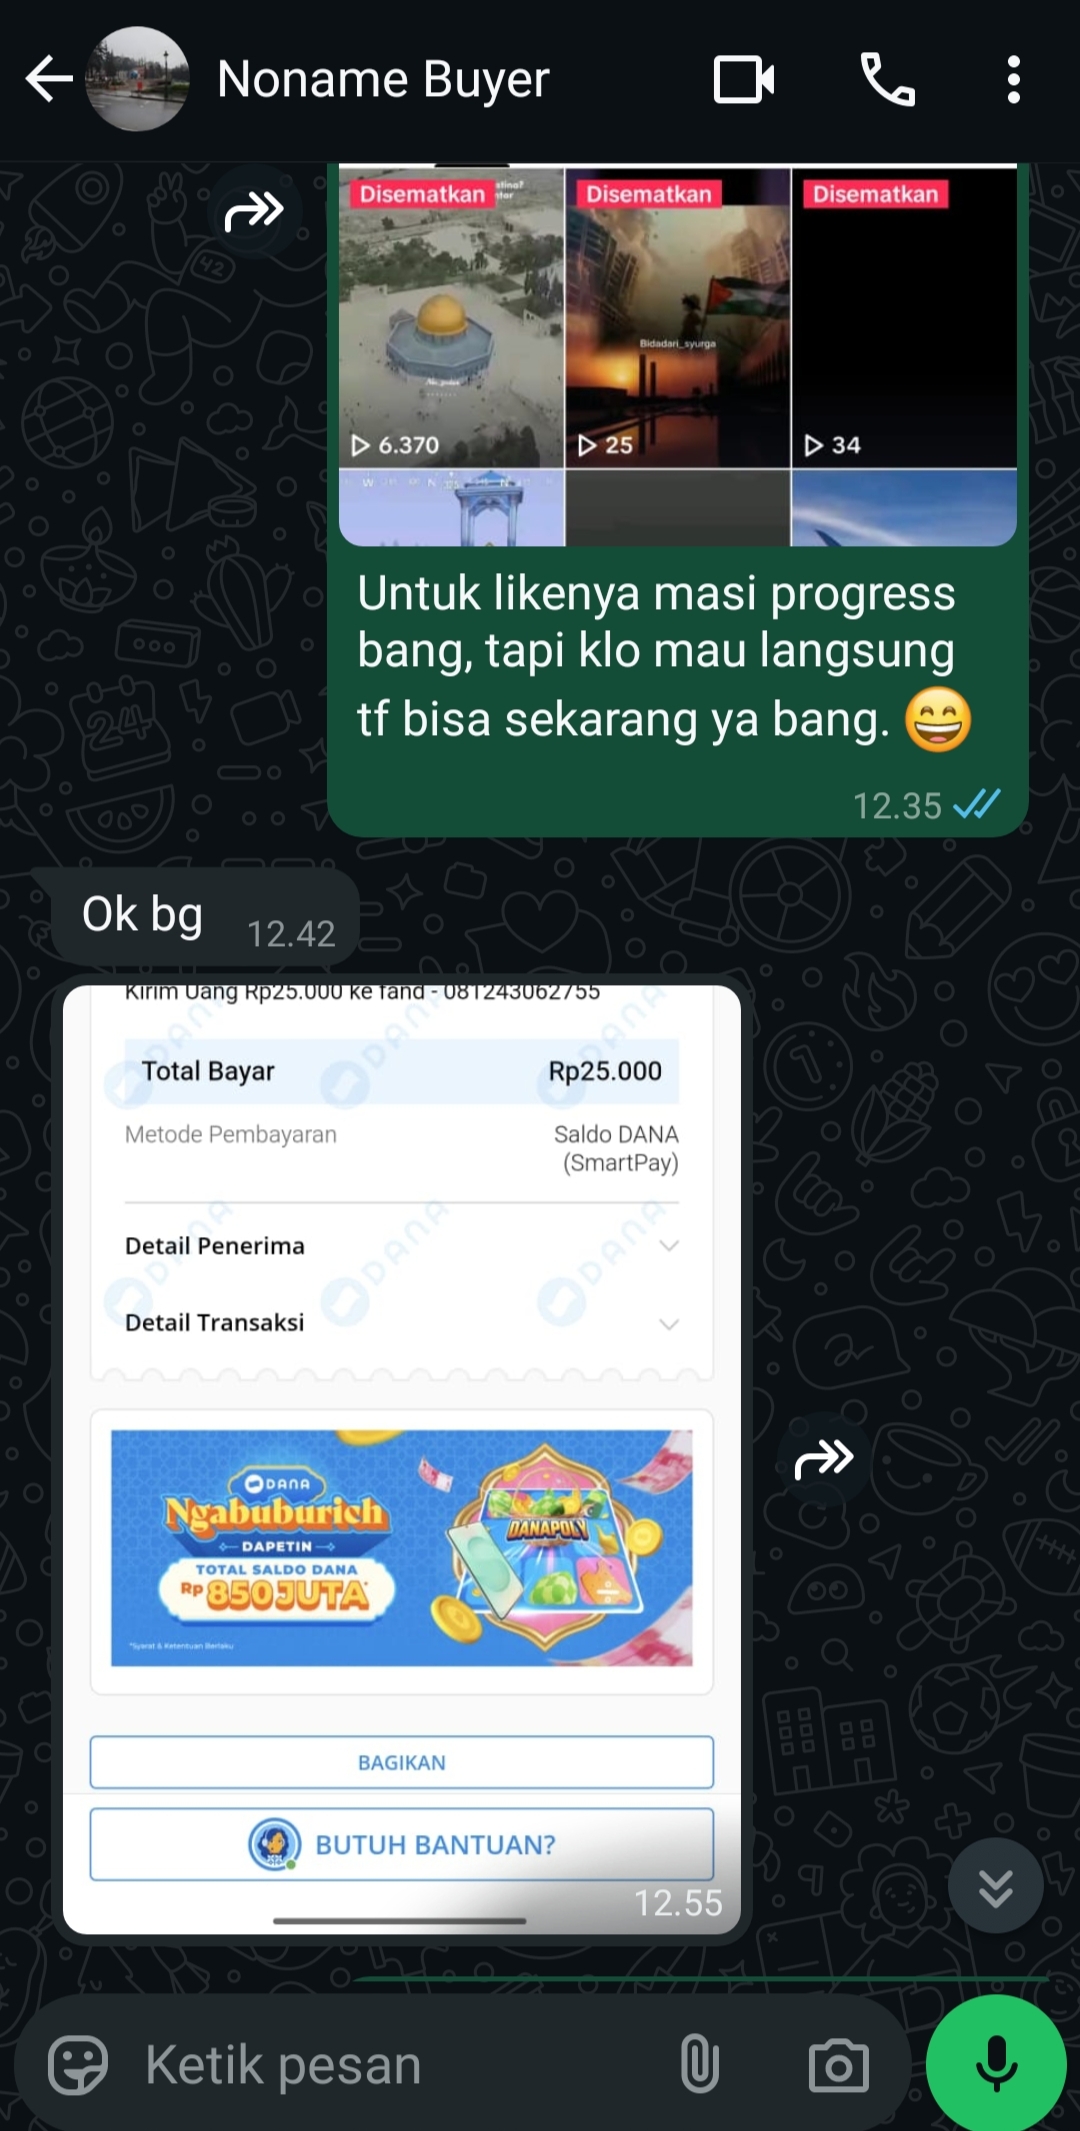 Noname Buyer
Disematkan
Disematkan
Disematkan
Bidadari_syurga
6.370
25
34
W N
Untuk likenya masi progress
bang, tapi klo mau langsung
tf bisa sekarang ya bang. 😄
12.35
Ok bg
12.42
Kirim Uang Rp25.000 ke fand - 081243062755
Total Bayar Rp25.000
Metode Pembayaran Saldo DANA
(SmartPay)
Detail Penerima
Detail Transaksi
DANA
Ngabuburich
DAPETIN
TOTAL SALDO DANA
Rp 850 JUTA*
*Syarat & Ketentuan Berlaku
DANAPOLY
BAGIKAN
BUTUH BANTUAN?
12.55
Ketik pesan